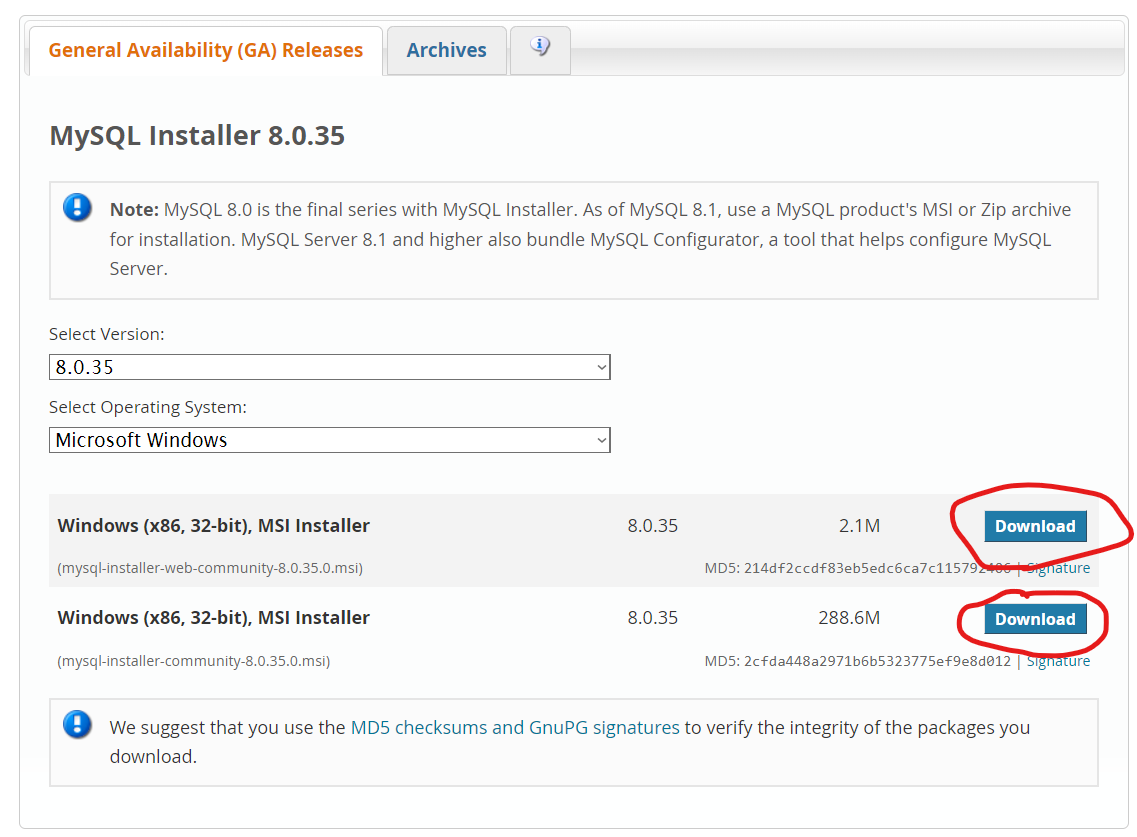 General Availability (GA) Releases
Archives
MySQL Installer 8.0.35
Note: MySQL 8.0 is the final series with MySQL Installer. As of MySQL 8.1, use a MySQL product's MSI or Zip archive
for installation. MySQL Server 8.1 and higher also bundle MySQL Configurator, a tool that helps configure MySQL
Server.
Select Version:
8.0.35
Select Operating System:
Microsoft Windows
Windows (x86, 32-bit), MSI Installer 8.0.35 2.1M Download
(mysql-installer-web-community-8.0.35.0.msi) MD5: 214df2ccdf83eb5edc6ca7c115792486 | Signature
Windows (x86, 32-bit), MSI Installer 8.0.35 288.6M Download
(mysql-installer-community-8.0.35.0.msi) MD5: 2cfda448a2971b6b5323775ef9e8d012 | Signature
We suggest that you use the MD5 checksums and GnuPG signatures to verify the integrity of the packages you
download.